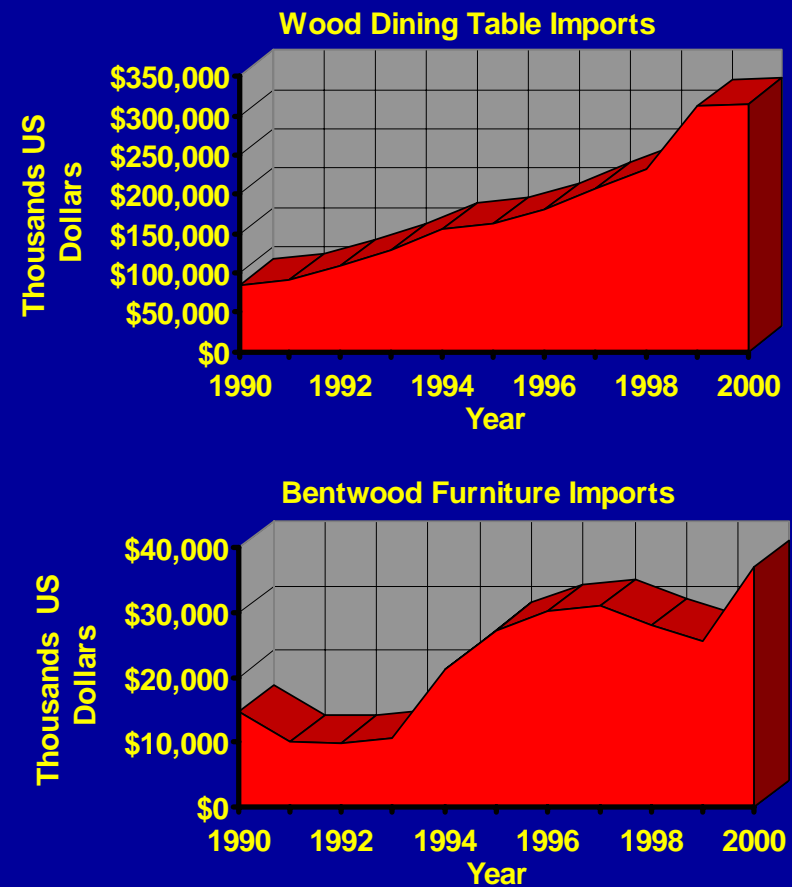 Wood Dining Table Imports
Thousands US
Dollars
$350,000
$300,000
$250,000
$200,000
$150,000
$100,000
$50,000
$0
1990 1992 1994 1996 1998 2000
Year
Bentwood Furniture Imports
Thousands US
Dollars
$40,000
$30,000
$20,000
$10,000
$0
1990 1992 1994 1996 1998 2000
Year